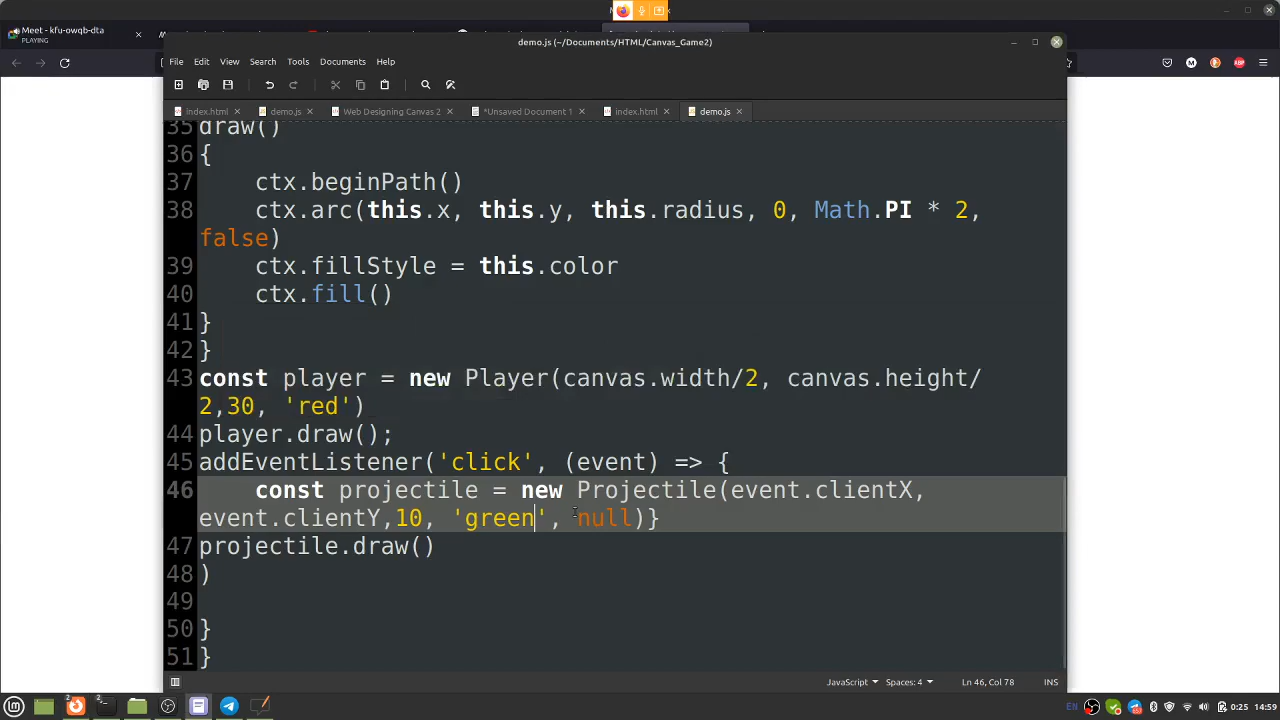 Meet - kfu-owqb-dta
PLAYING
demo.js (~/Documents/HTML/Canvas_Game2)
File Edit View Search Tools Documents Help
index.html demo.js Web Designing Canvas 2 *Unsaved Document 1 index.html demo.js
35 draw()
36 {
37 ctx.beginPath()
38 ctx.arc(this.x, this.y, this.radius, 0, Math.PI * 2,
false)
39 ctx.fillStyle = this.color
40 ctx.fill()
41 }
42 }
43 const player = new Player(canvas.width/2, canvas.height/
2,30, 'red')
44 player.draw();
45 addEventListener('click', (event) => {
46 const projectile = new Projectile(event.clientX,
event.clientY,10, 'green', null)}
47 projectile.draw()
48 )
49
50 }
51 }
JavaScript Spaces: 4 Ln 46, Col 78 INS
EN 0:25 14:59